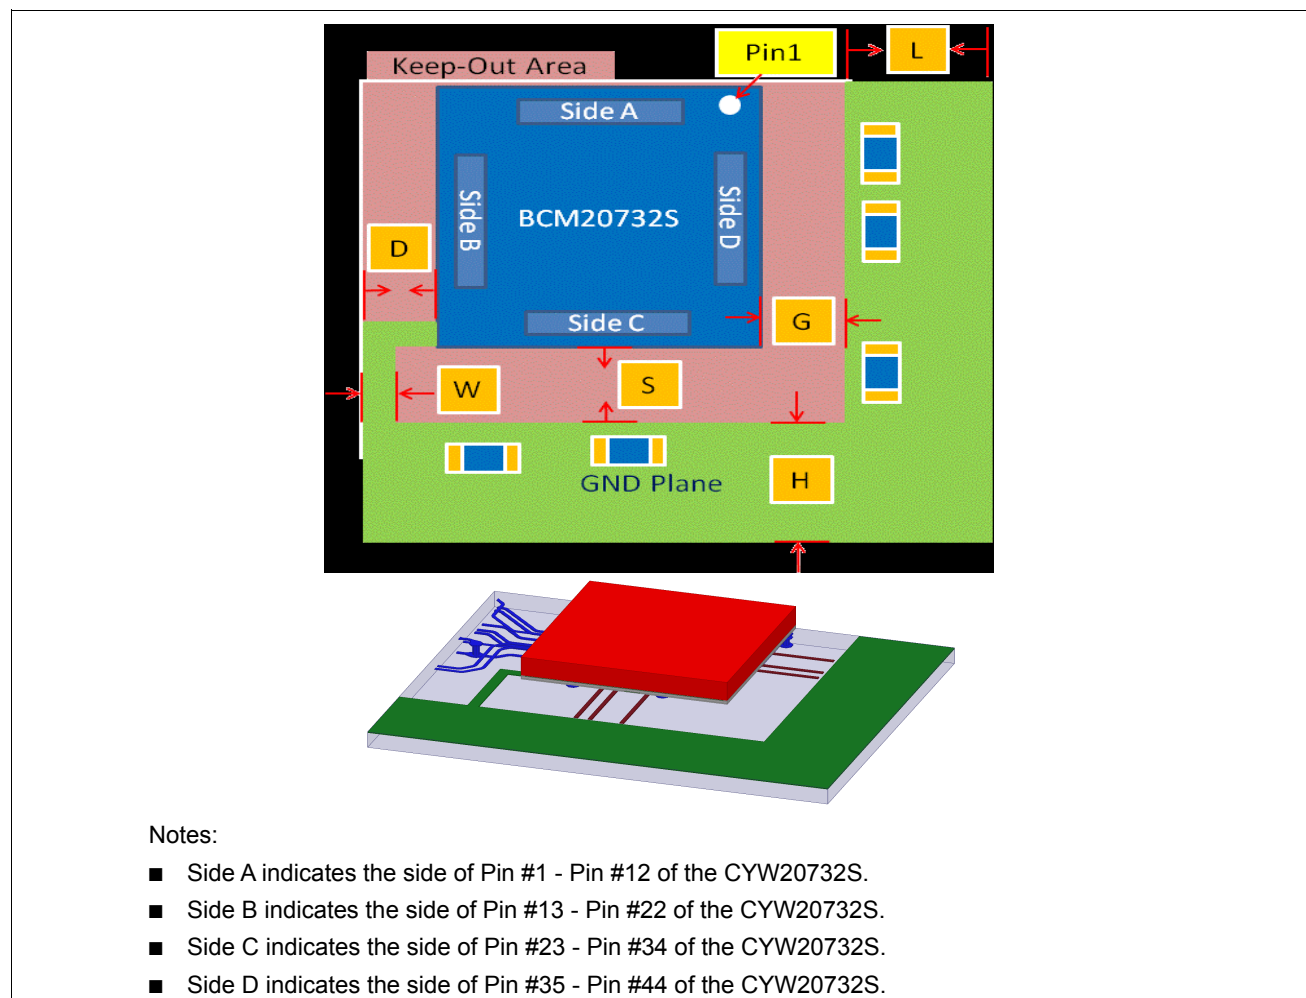 Keep-Out Area
Pin1
L
Side A
Side B
BCM20732S
Side D
D
G
Side C
W
S
GND Plane
H
Notes:
■ Side A indicates the side of Pin #1 - Pin #12 of the CYW20732S.
■ Side B indicates the side of Pin #13 - Pin #22 of the CYW20732S.
■ Side C indicates the side of Pin #23 - Pin #34 of the CYW20732S.
■ Side D indicates the side of Pin #35 - Pin #44 of the CYW20732S.